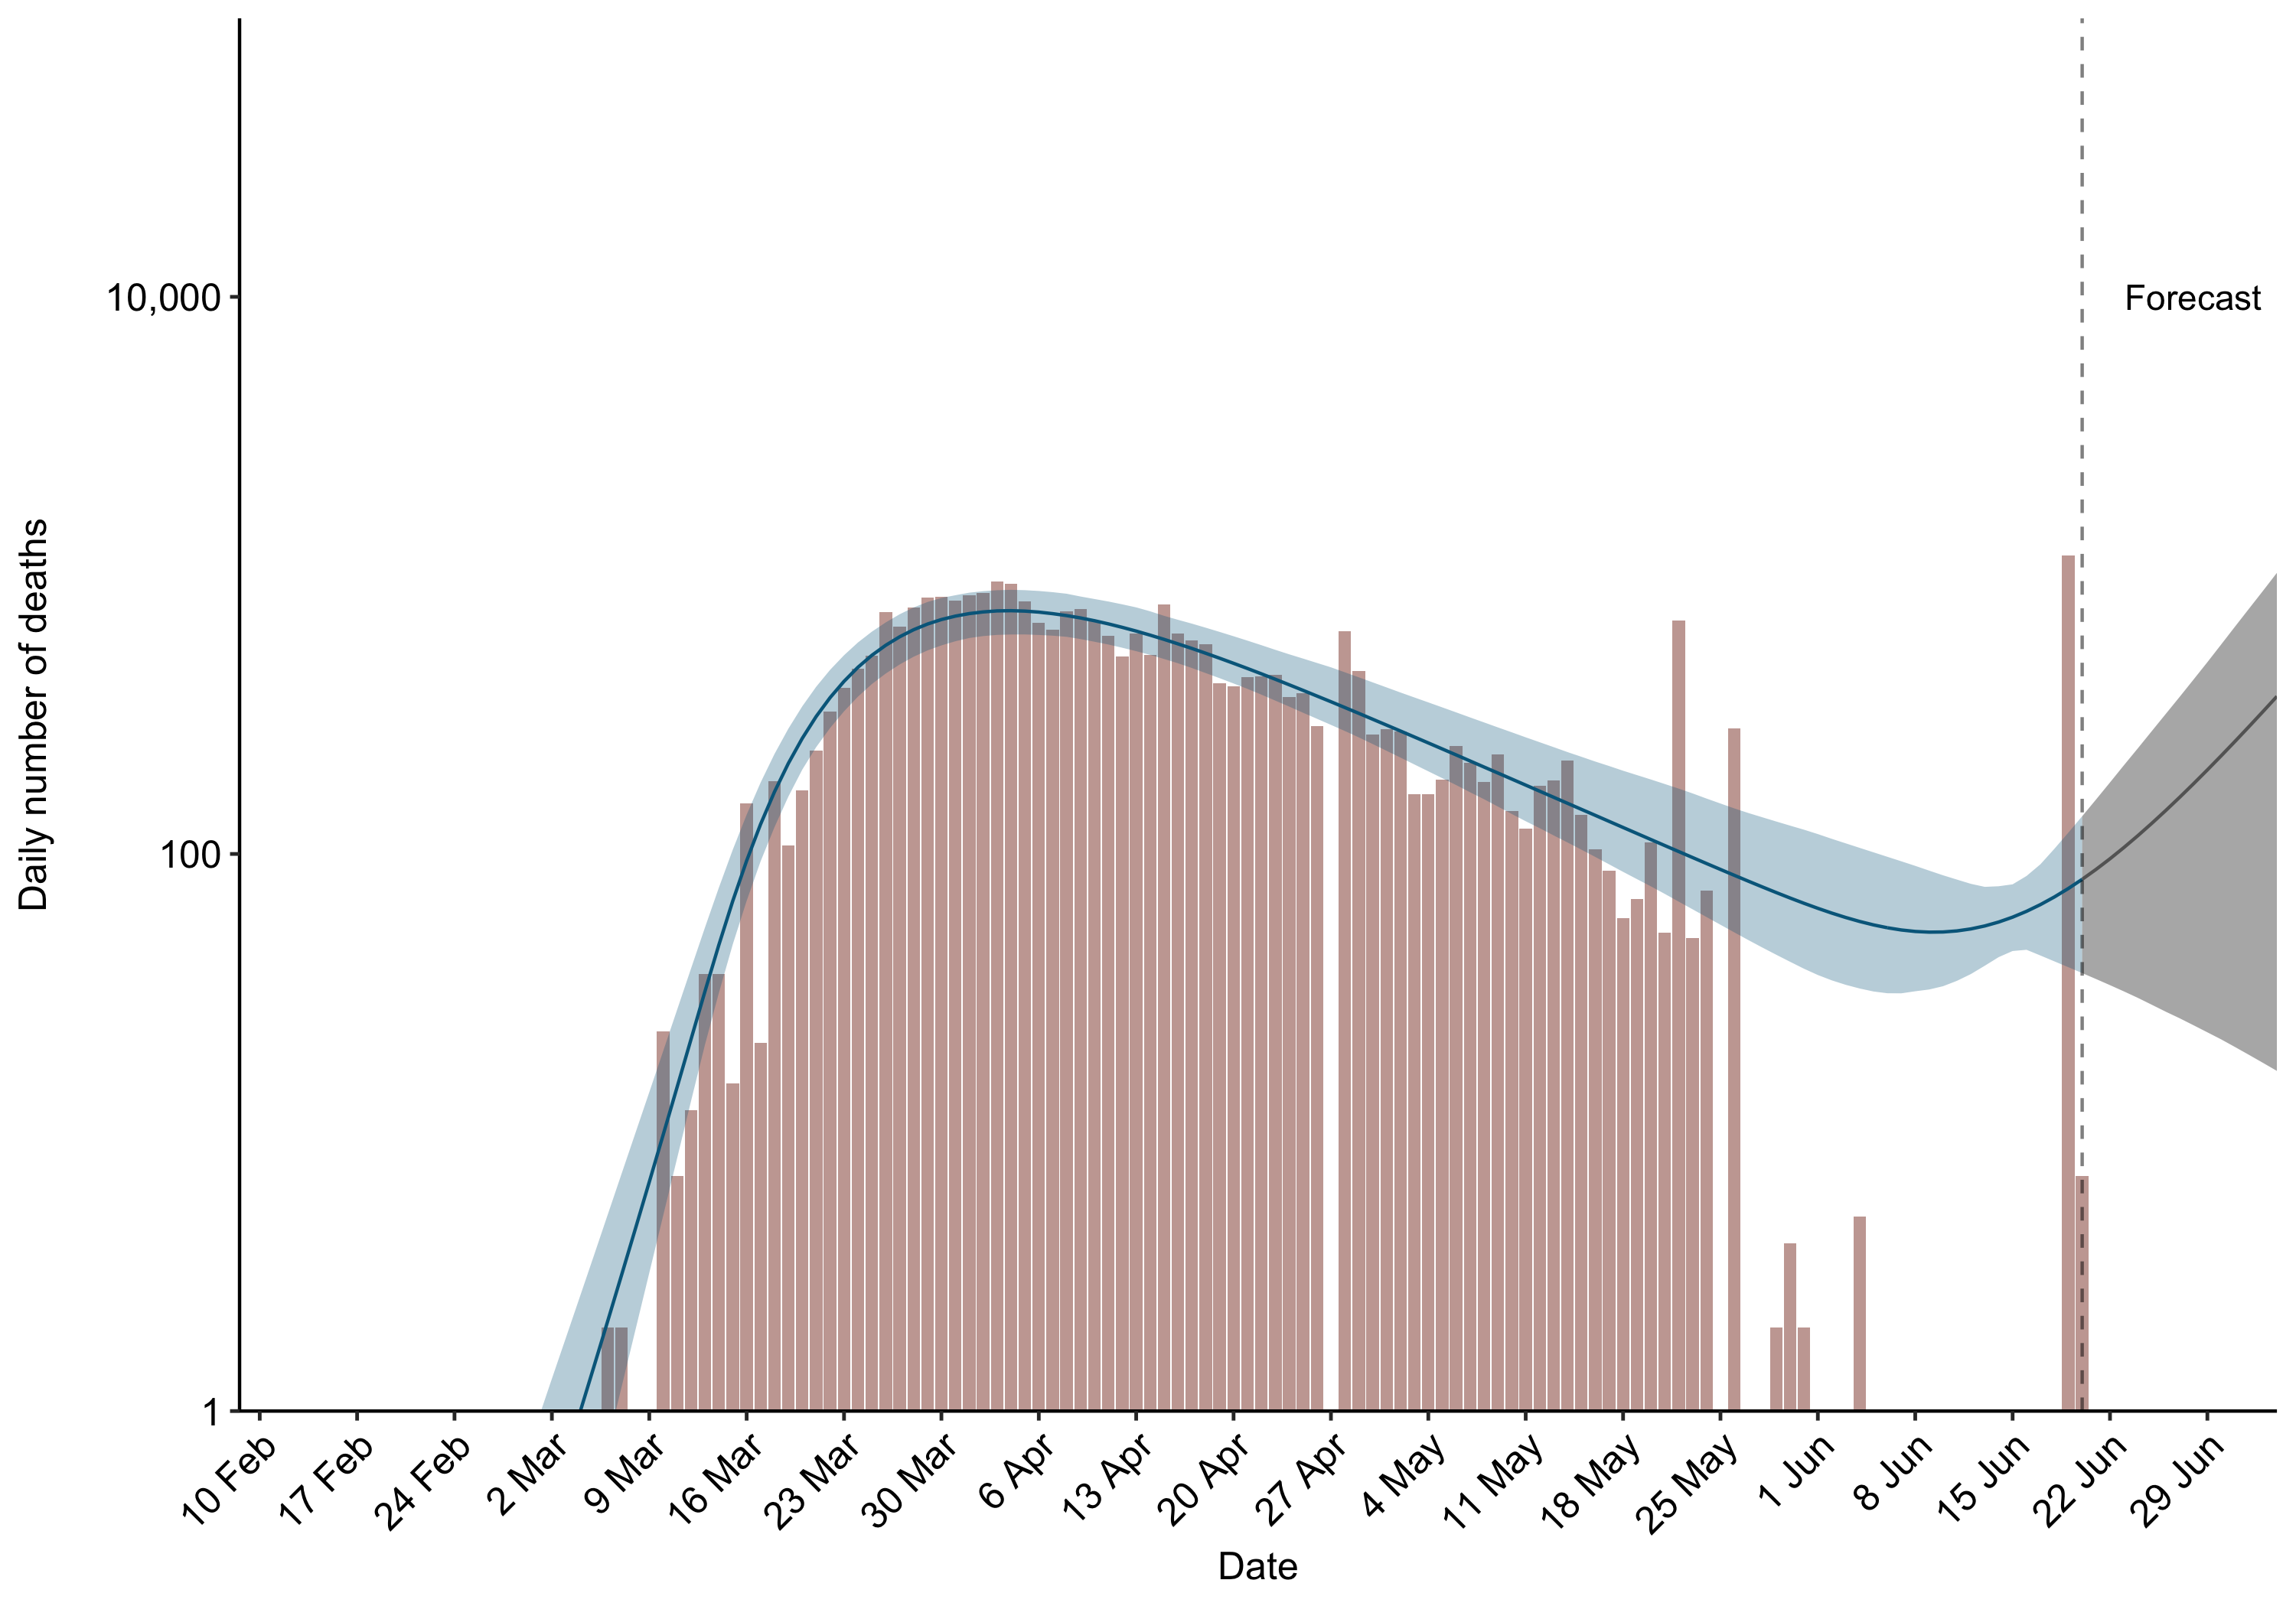 10,000
Forecast
Daily number of deaths
100
1
10 Feb
17 Feb
24 Feb
2 Mar
9 Mar
16 Mar
23 Mar
30 Mar
6 Apr
13 Apr
20 Apr
27 Apr
4 May
11 May
18 May
25 May
1 Jun
8 Jun
15 Jun
22 Jun
29 Jun
Date